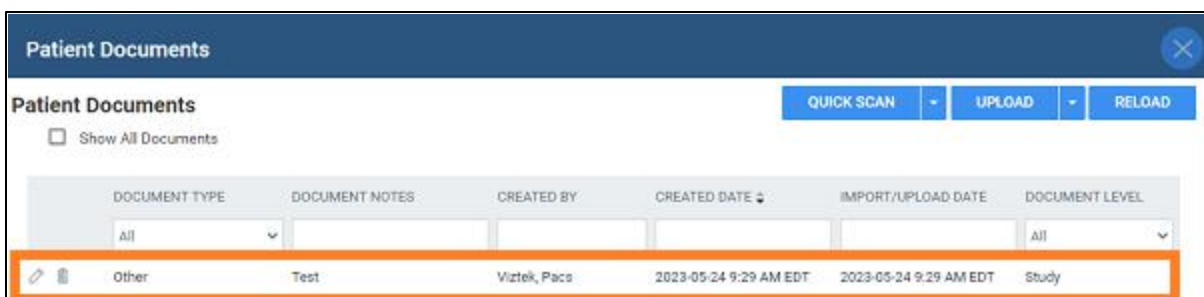 Patient Documents
Patient Documents
QUICK SCAN UPLOAD RELOAD
Show All Documents
DOCUMENT TYPE DOCUMENT NOTES CREATED BY CREATED DATE IMPORT/UPLOAD DATE DOCUMENT LEVEL
All All
Other Test Viztek, Pacs 2023-05-24 9:29 AM EDT 2023-05-24 9:29 AM EDT Study